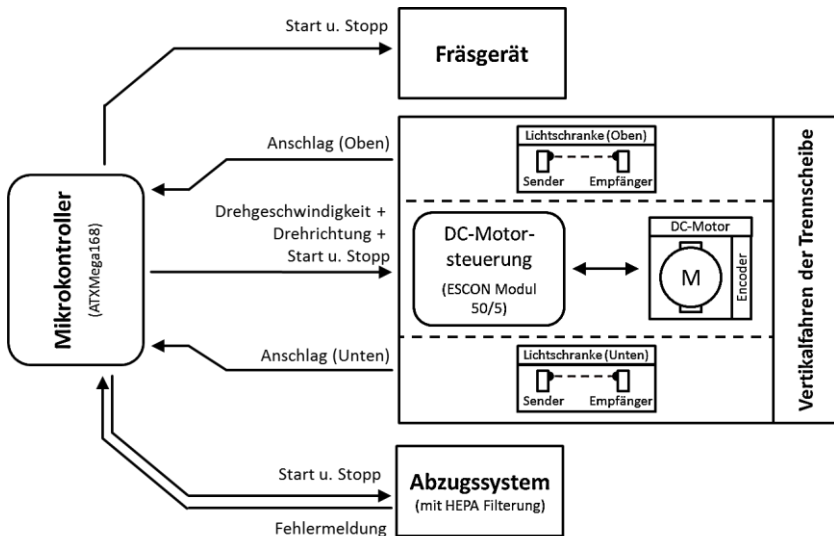 Start u. Stopp
Fräsgerät
Anschlag (Oben)
Lichtschranke (Oben)
Sender
Empfänger
Mikrokontroller
(ATXMega168)
Drehgeschwindigkeit +
Drehrichtung +
Start u. Stopp
DC-Motor-
steuerung
(ESCON Modul
50/5)
DC-Motor
M
Encoder
Vertikalfahren der Trennscheibe
Anschlag (Unten)
Lichtschranke (Unten)
Sender
Empfänger
Start u. Stopp
Fehlermeldung
Abzugssystem
(mit HEPA Filterung)